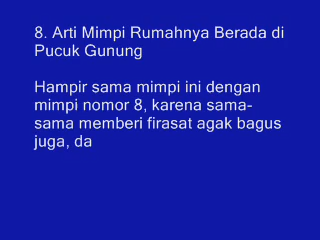 8. Arti Mimpi Rumahnya Berada di
Pucuk Gunung
Hampir sama mimpi ini dengan
mimpi nomor 8, karena sama-
sama memberi firasat agak bagus
juga, da